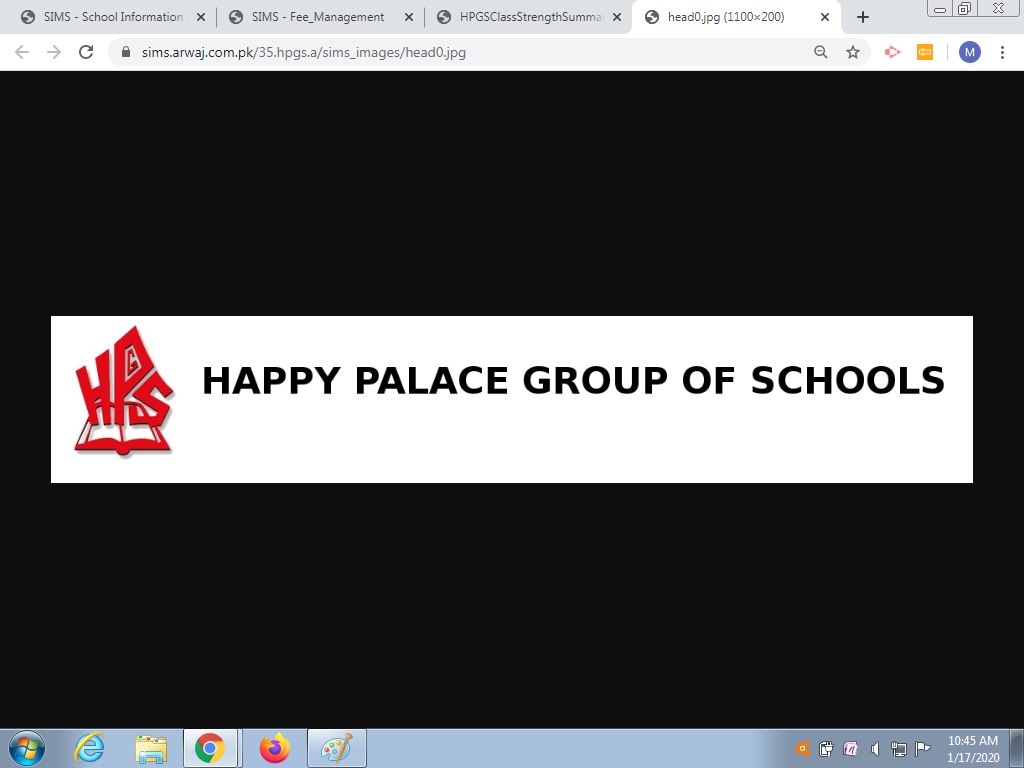 SIMS - School Information
SIMS - Fee_Management
HPGSClassStrengthSumma
head0.jpg (1100×200)
sims.arwaj.com.pk/35.hpgs.a/sims_images/head0.jpg
M
HPGS
HAPPY PALACE GROUP OF SCHOOLS
10:45 AM
1/17/2020